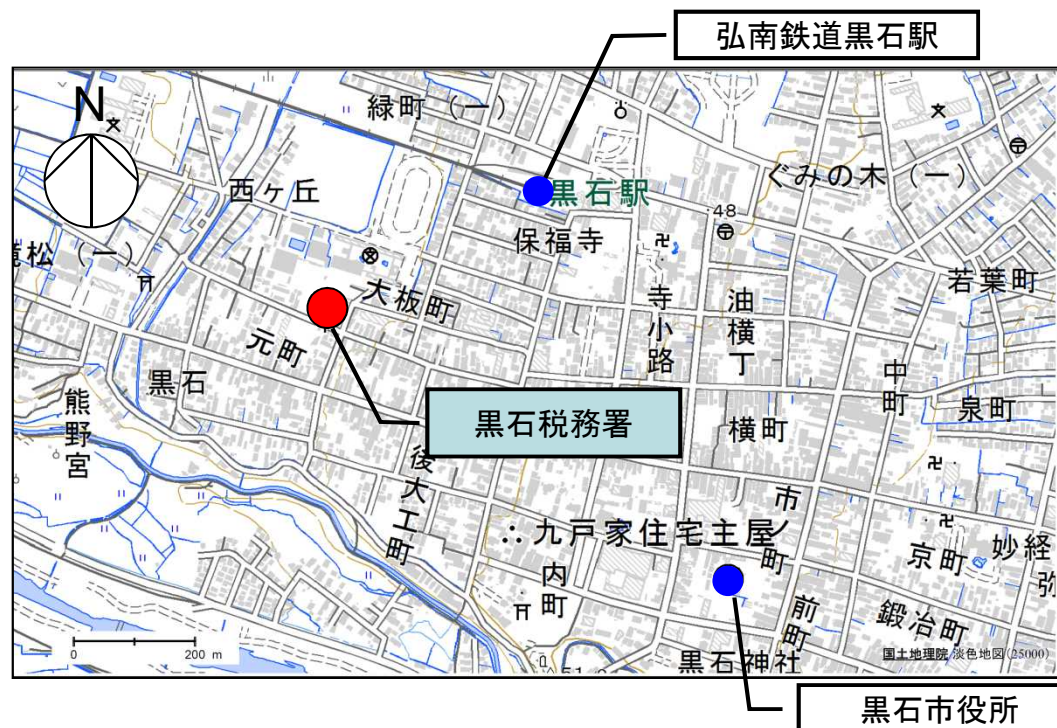 弘南鉄道黒石駅
N
緑町（一）
西ヶ丘
黒石駅
ぐみの木（一）
48
保福寺
松（一）
若葉町
大板町
寺小路
油横丁
元町
中町
黒石
熊野宮
泉町
黒石税務署
横町
後大工町
市ノ町
∴九戸家住宅主屋
京町
妙経
内町
弥
前町
鍛冶町
0 200 m
51
黒石神社
国土地理院 淡色地図(25000)
黒石市役所